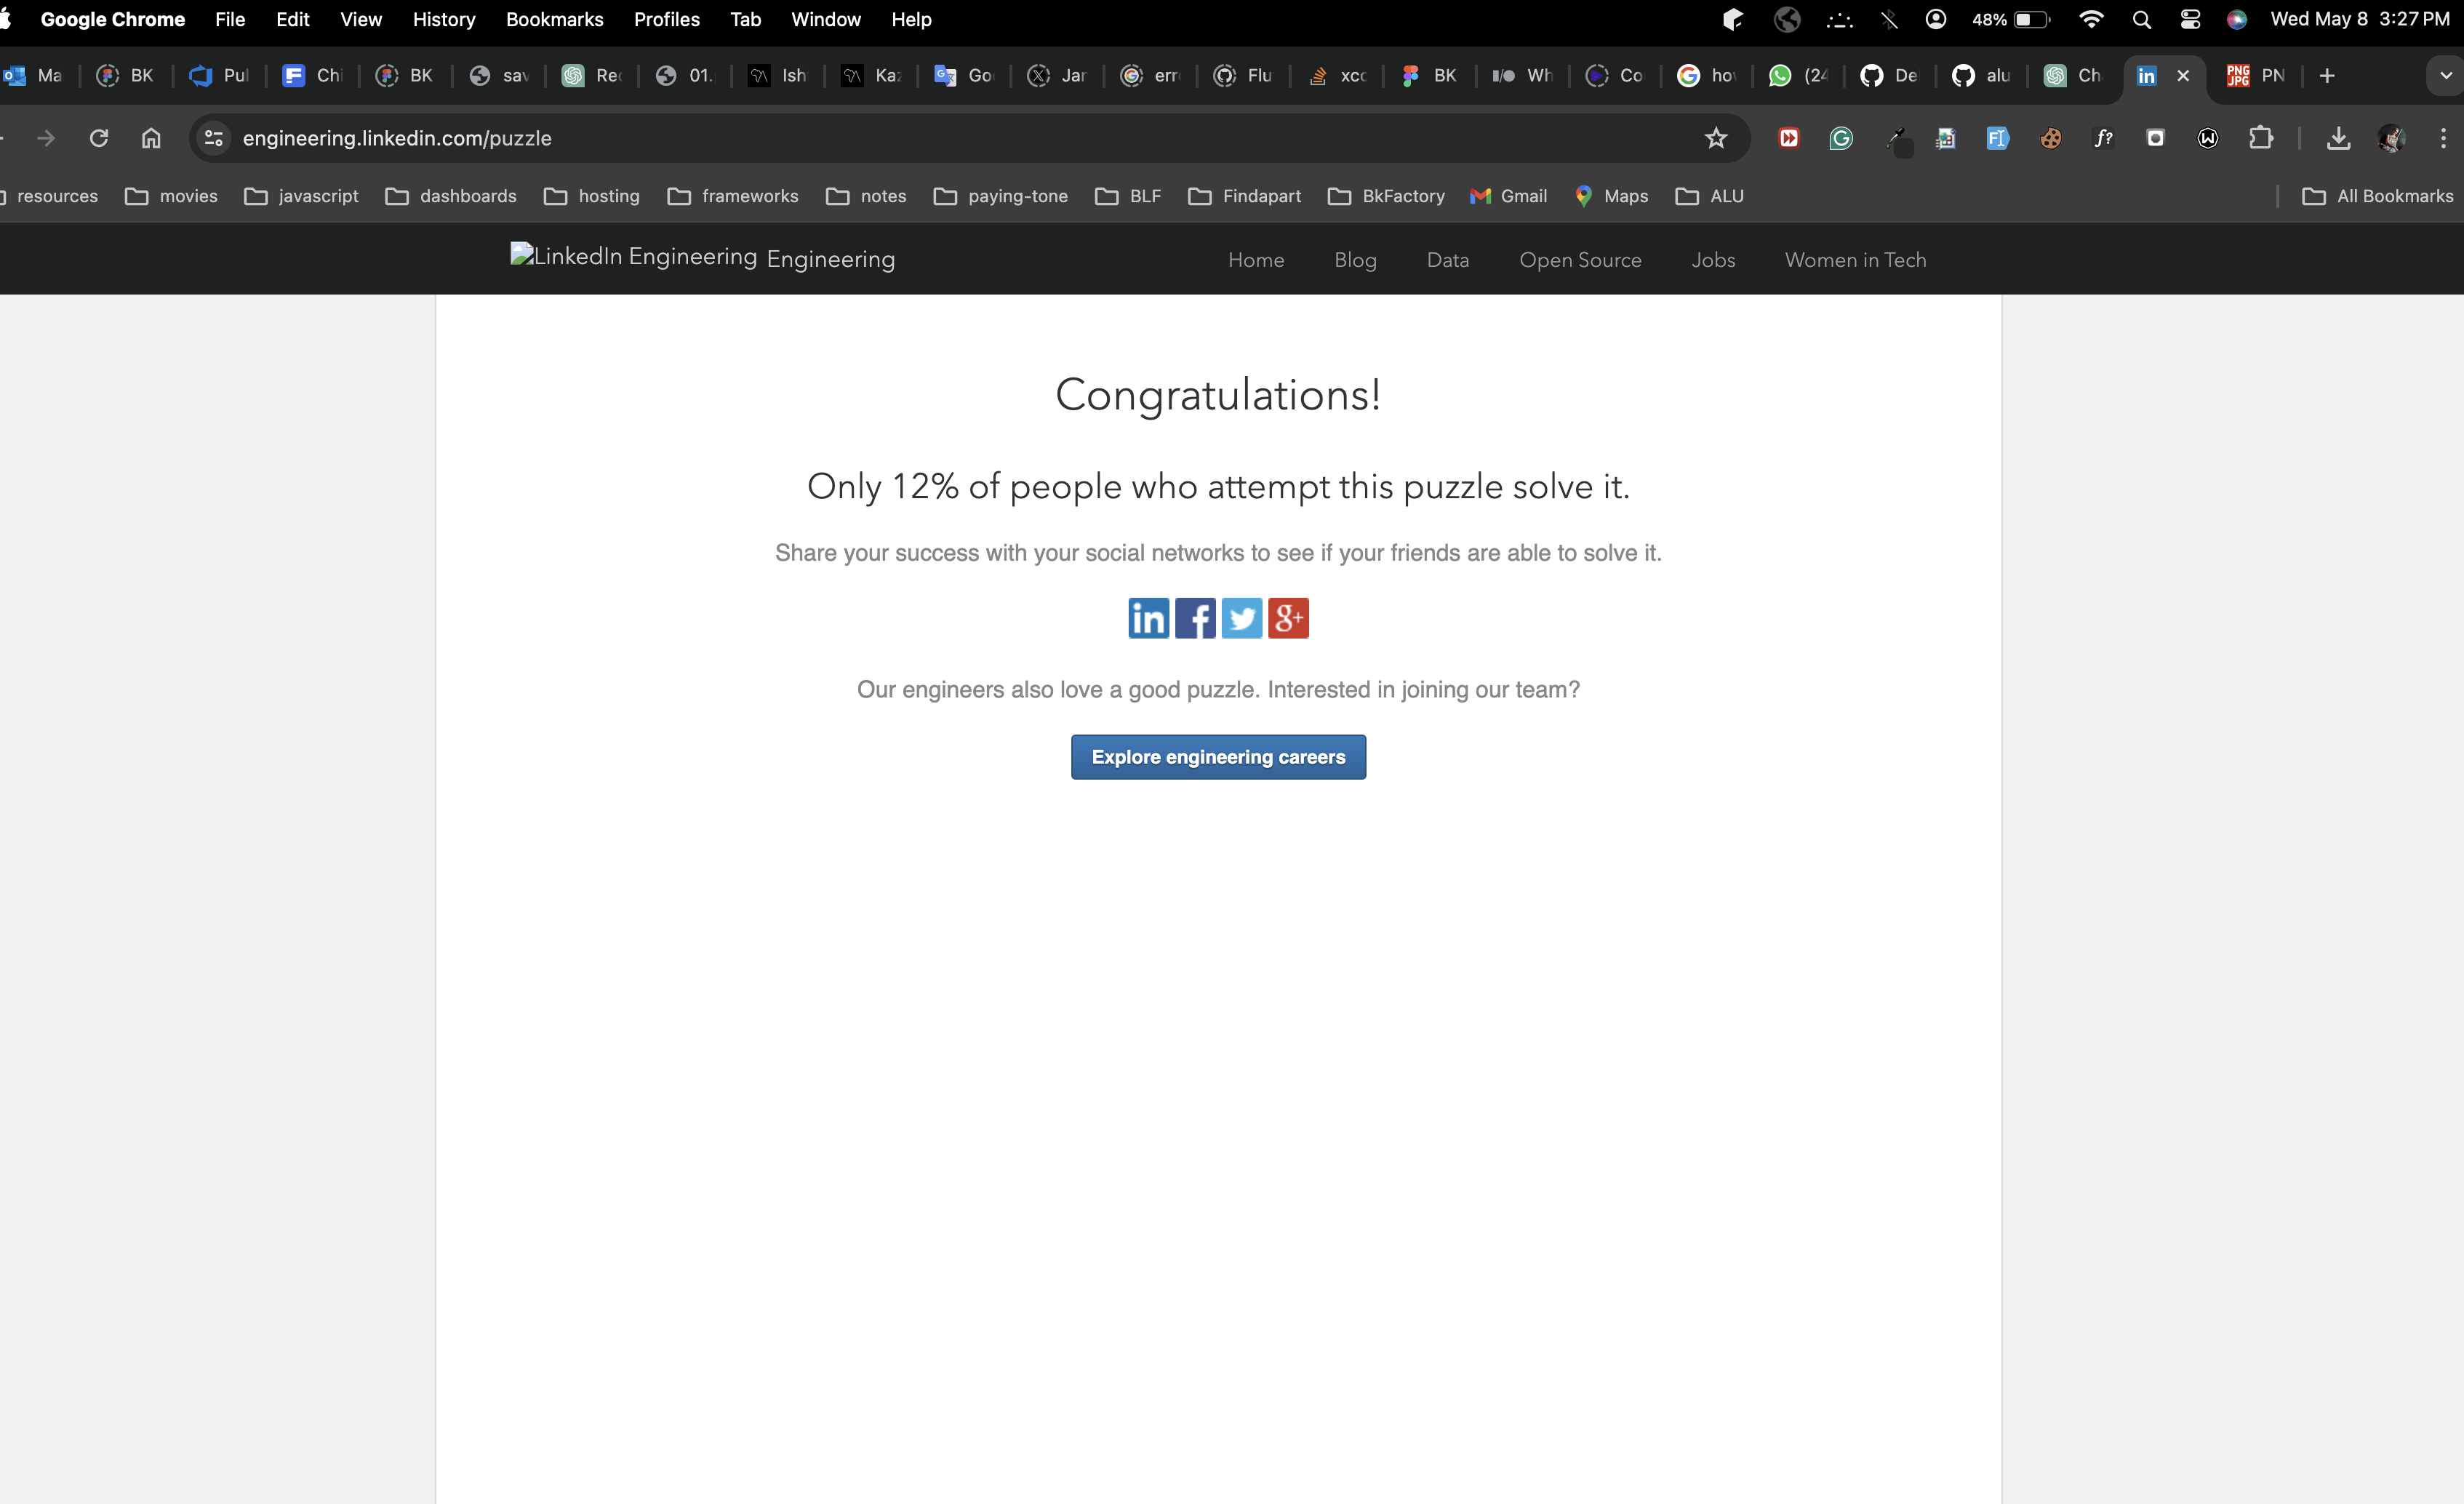 Google Chrome File Edit View History Bookmarks Profiles Tab Window Help 48% Wed May 8 3:27 PM
Ma BK Pul Chi BK sav Rec 01. Ish Kaz Go Jar erro Flu xcc BK Wh Co hov (24 De alu Ch PN
engineering.linkedin.com/puzzle
resources movies javascript dashboards hosting frameworks notes paying-tone BLF Findapart BkFactory Gmail Maps ALU All Bookmarks
LinkedIn Engineering Engineering Home Blog Data Open Source Jobs Women in Tech
Congratulations!
Only 12% of people who attempt this puzzle solve it.
Share your success with your social networks to see if your friends are able to solve it.
in f g+
Our engineers also love a good puzzle. Interested in joining our team?
Explore engineering careers